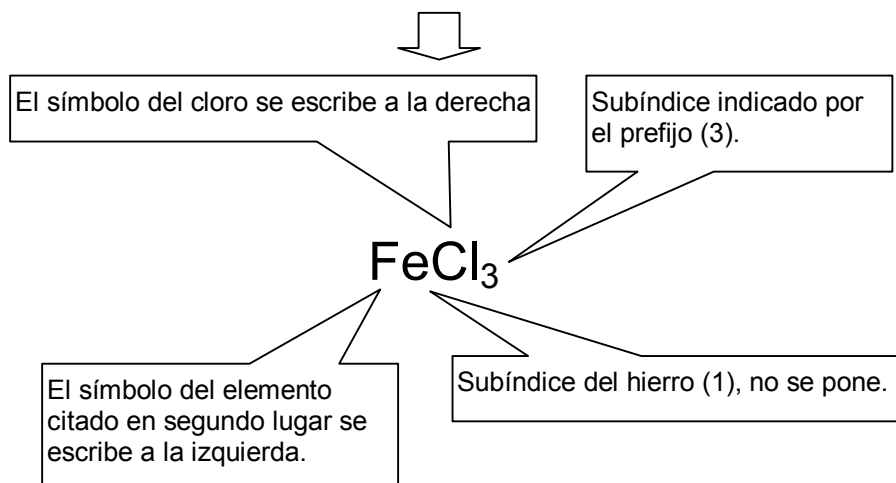 El símbolo del cloro se escribe a la derecha
Subíndice indicado por
el prefijo (3).
FeCl₃
El símbolo del elemento
citado en segundo lugar se
escribe a la izquierda.
Subíndice del hierro (1), no se pone.